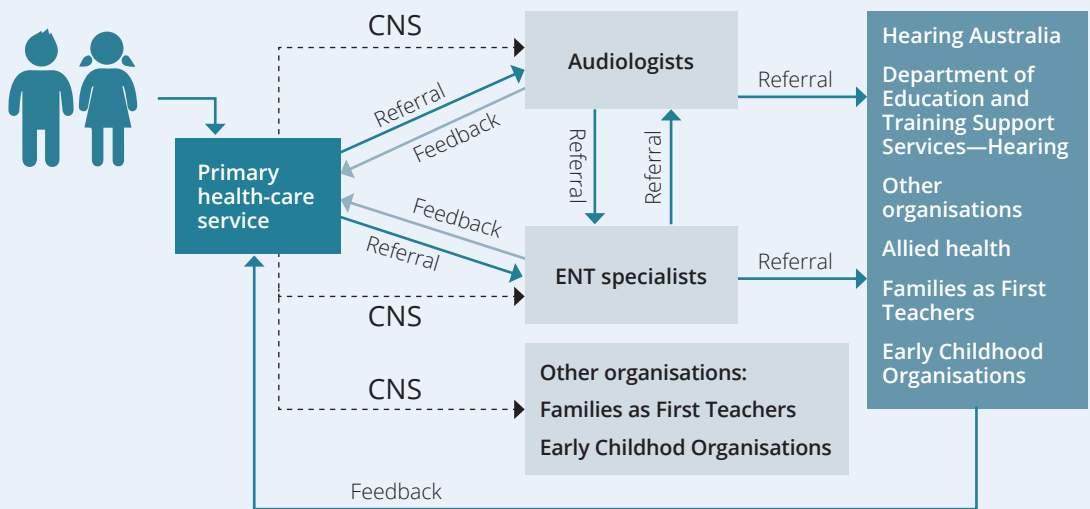 CNS
Audiologists
Referral
Feedback
Primary
health-care
service
Feedback
Referral
CNS
ENT specialists
Referral
Referral
Referral
Referral
CNS
Other organisations:
Families as First Teachers
Early Childhod Organisations
Hearing Australia
Department of
Education and
Training Support
Services—Hearing
Other
organisations
Allied health
Families as First
Teachers
Early Childhood
Organisations
Feedback